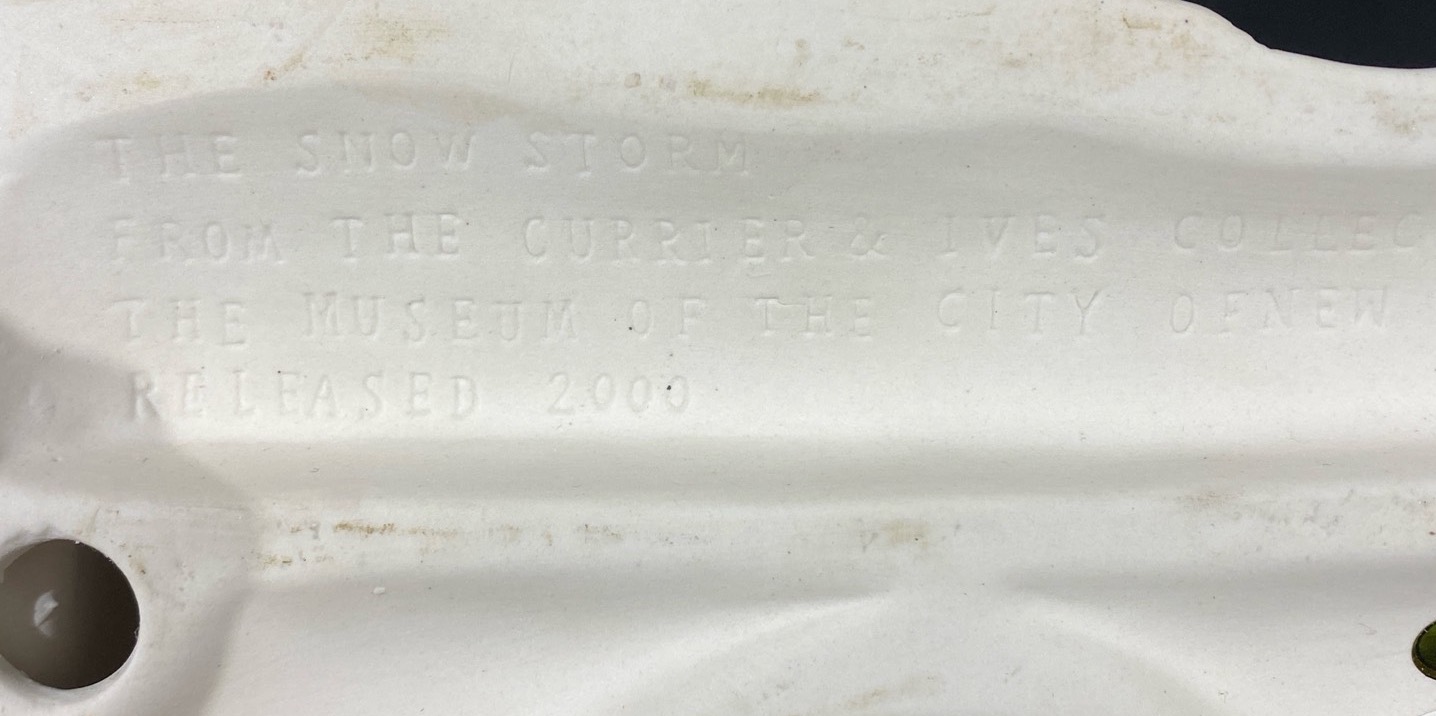 THE SNOW STORM
FROM THE CURRIER & IVES COLLEC
THE MUSEUM OF THE CITY OFNEW
RELEASED 2000